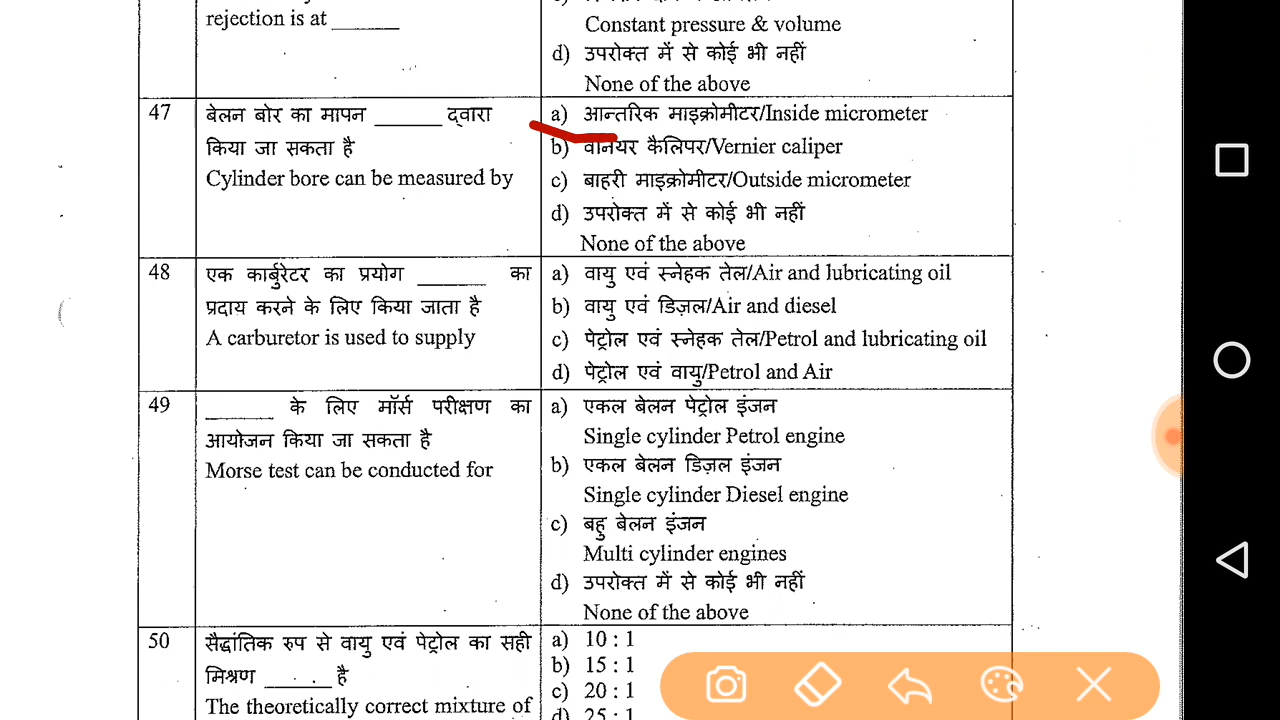 rejection is at ______
Constant pressure & volume
d) उपरोक्त में से कोई भी नहीं
None of the above
47
बेलन बोर का मापन ______ द्वारा
किया जा सकता है
Cylinder bore can be measured by
a) आन्तरिक माइक्रोमीटर/Inside micrometer
b) वर्नियर कैलिपर/Vernier caliper
c) बाहरी माइक्रोमीटर/Outside micrometer
d) उपरोक्त में से कोई भी नहीं
None of the above
48
एक कार्बुरेटर का प्रयोग ______ का
प्रदाय करने के लिए किया जाता है
A carburetor is used to supply
a) वायु एवं स्नेहक तेल/Air and lubricating oil
b) वायु एवं डिज़ल/Air and diesel
c) पेट्रोल एवं स्नेहक तेल/Petrol and lubricating oil
d) पेट्रोल एवं वायु/Petrol and Air
49
______ के लिए मॉर्स परीक्षण का
आयोजन किया जा सकता है
Morse test can be conducted for
a) एकल बेलन पेट्रोल इंजन
Single cylinder Petrol engine
b) एकल बेलन डिज़ल इंजन
Single cylinder Diesel engine
c) बहु बेलन इंजन
Multi cylinder engines
d) उपरोक्त में से कोई भी नहीं
None of the above
50
सैद्धांतिक रुप से वायु एवं पेट्रोल का सही
मिश्रण ______ है
The theoretically correct mixture of
a) 10 : 1
b) 15 : 1
c) 20 : 1
d) 25 : 1